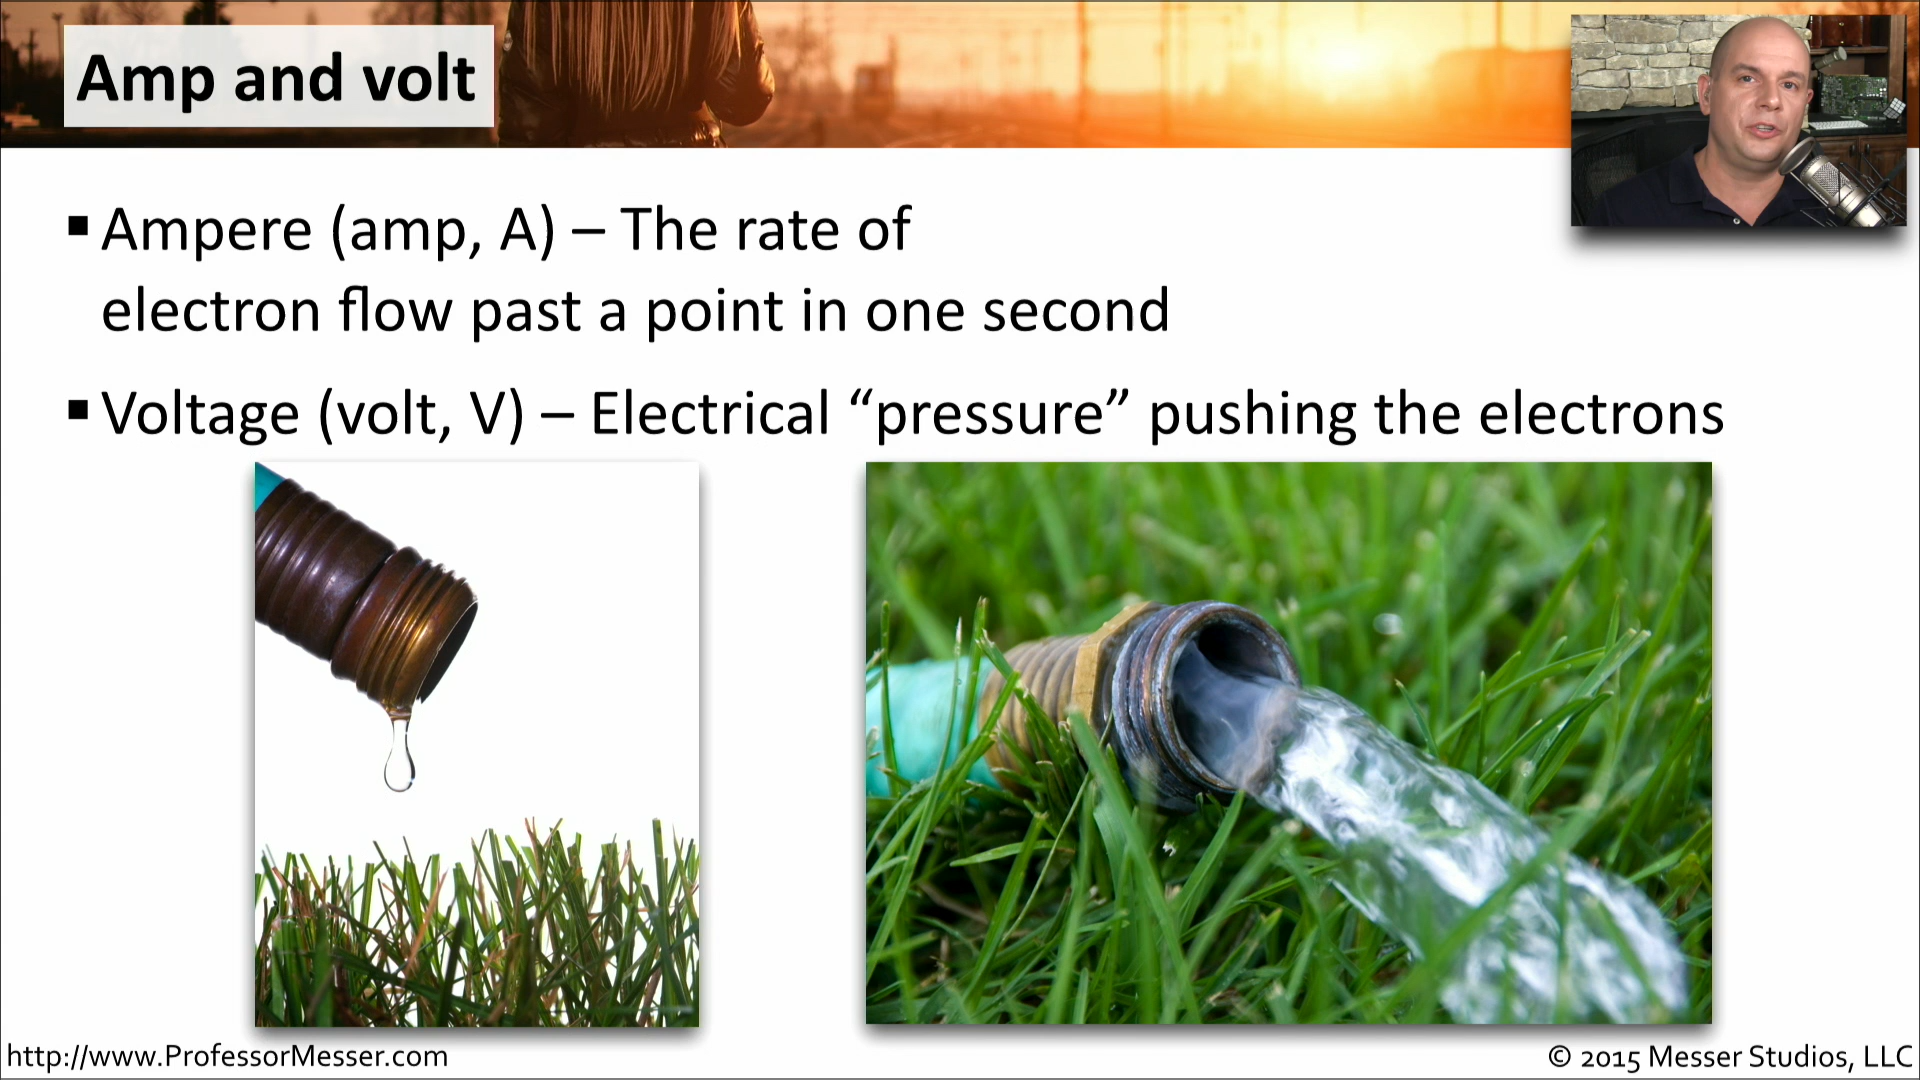 Amp and volt
▪ Ampere (amp, A) – The rate of
electron flow past a point in one second
▪ Voltage (volt, V) – Electrical “pressure” pushing the electrons
http://www.ProfessorMesser.com
© 2015 Messer Studios, LLC